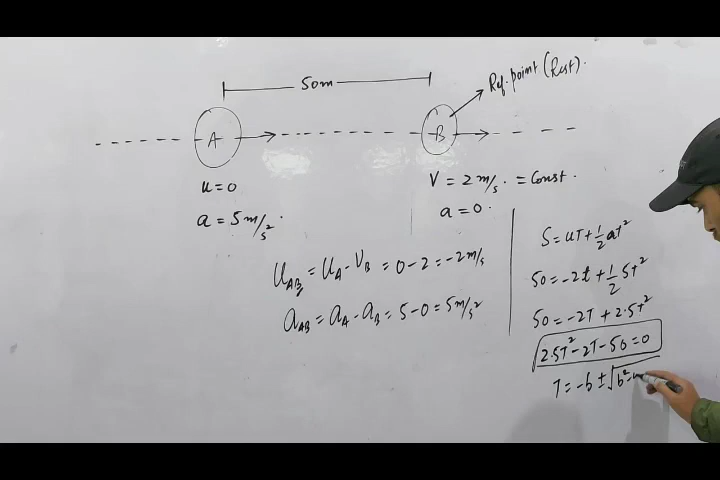 50m
Ref. point (Rest).
A
B
u = 0
a = 5 m/s².
V = 2 m/s. = Const.
a = 0.
U_AB = U_A - V_B = 0 - 2 = -2 m/s
a_AB = a_A - a_B = 5 - 0 = 5 m/s²
S = UT + 1/2 at²
50 = -2t + 1/2 5t²
50 = -2T + 2.5T²
2.5T² - 2T - 50 = 0
T = -b ± √b² -